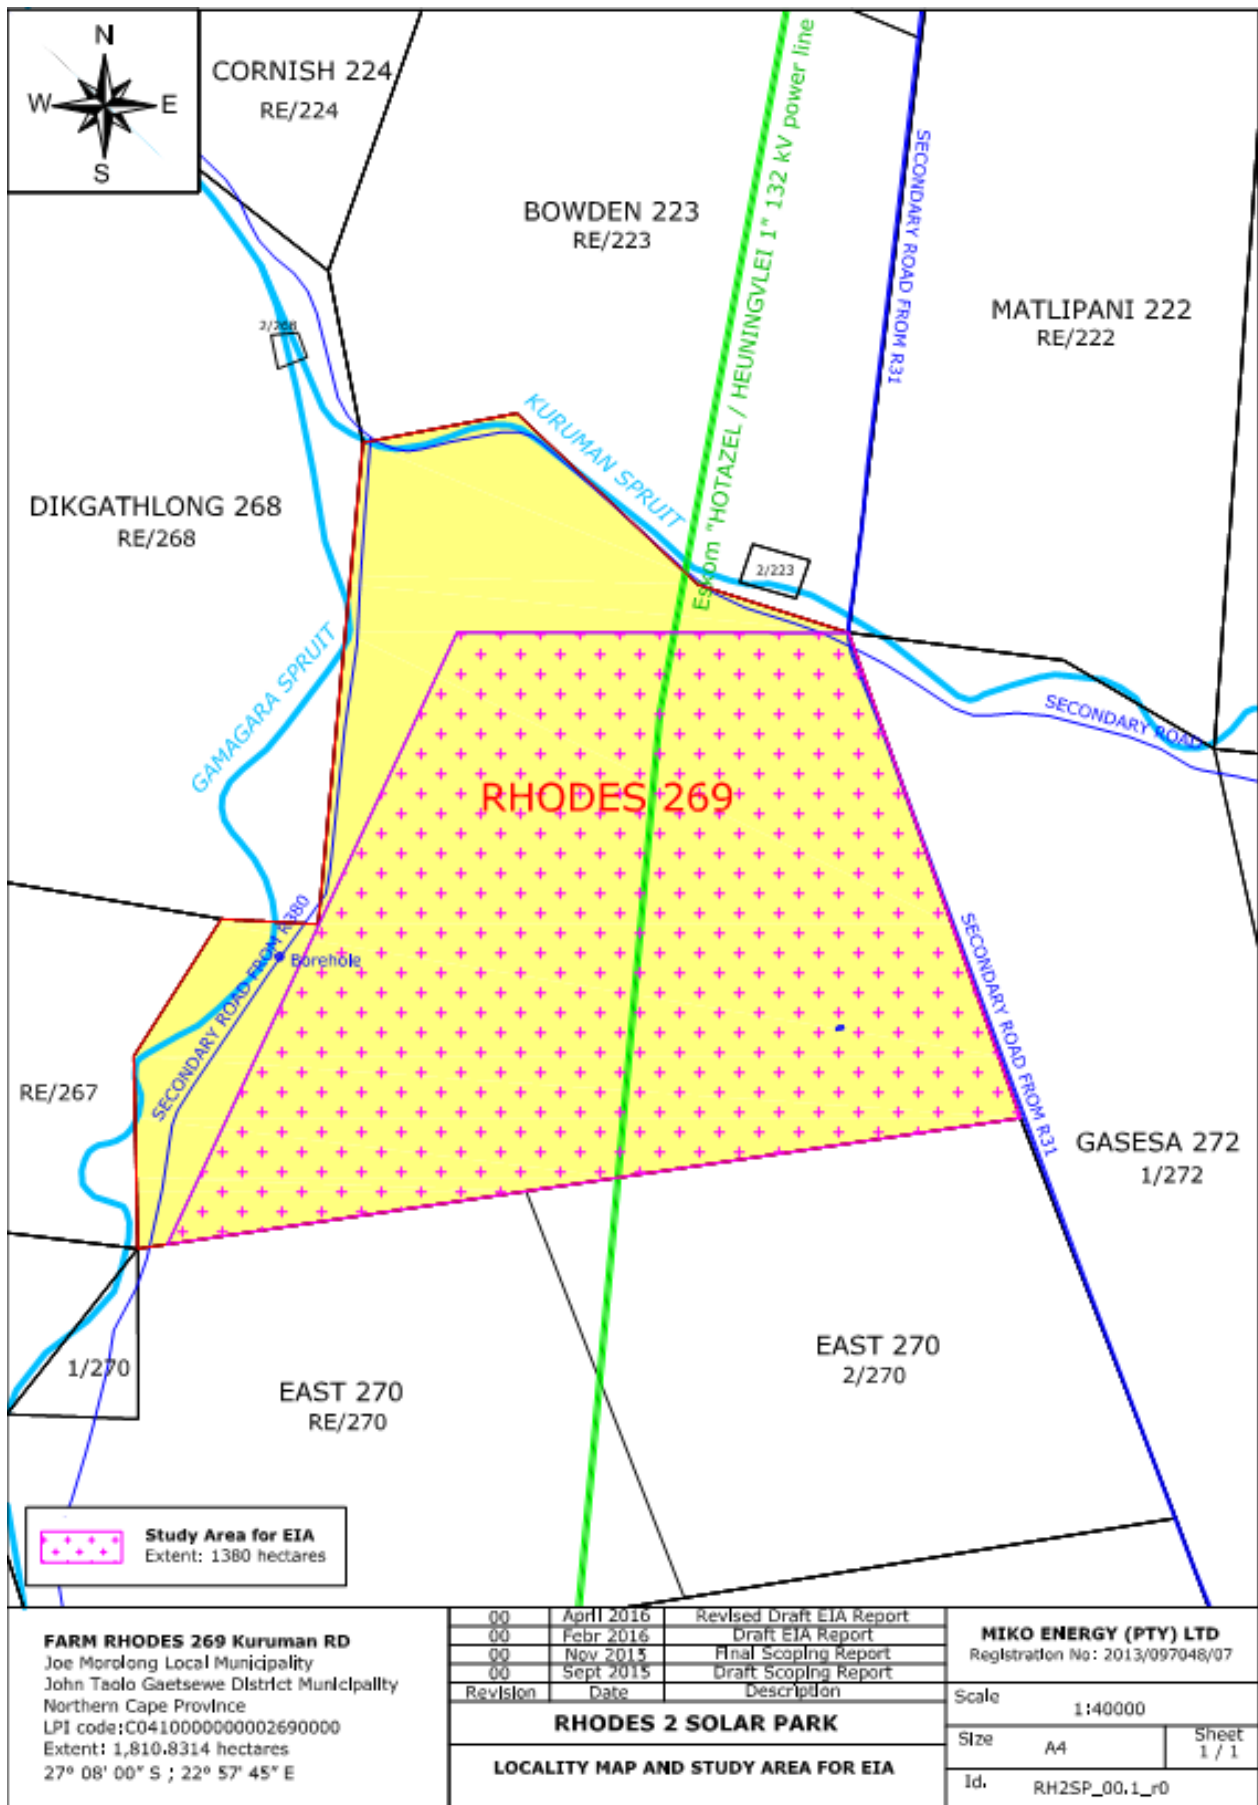 N
W E
S
CORNISH 224
RE/224
BOWDEN 223
RE/223
Eskom "HOTAZEL / HEUNINGVLEI 1" 132 kV power line
SECONDARY ROAD FROM R31
MATLIPANI 222
RE/222
2/268
KURUMAN SPRUIT
DIKGATHLONG 268
RE/268
2/223
GAMAGARA SPRUIT
SECONDARY ROAD
RHODES 269
SECONDARY ROAD FROM R380
Borehole
SECONDARY ROAD FROM R31
RE/267
GASESA 272
1/272
1/270
EAST 270
RE/270
EAST 270
2/270
Study Area for EIA
Extent: 1380 hectares
FARM RHODES 269 Kuruman RD
Joe Morolong Local Municipality
John Taolo Gaetsewe District Municipality
Northern Cape Province
LPI code:C04100000000002690000
Extent: 1,810.8314 hectares
27° 08' 00" S ; 22° 57' 45" E
00 April 2016 Revised Draft EIA Report
00 Febr 2016 Draft EIA Report
00 Nov 2015 Final Scoping Report
00 Sept 2015 Draft Scoping Report
Revision Date Description
RHODES 2 SOLAR PARK
LOCALITY MAP AND STUDY AREA FOR EIA
MIKO ENERGY (PTY) LTD
Registration No: 2013/097048/07
Scale 1:40000
Size A4 Sheet 1 / 1
Id. RH2SP_00.1_r0